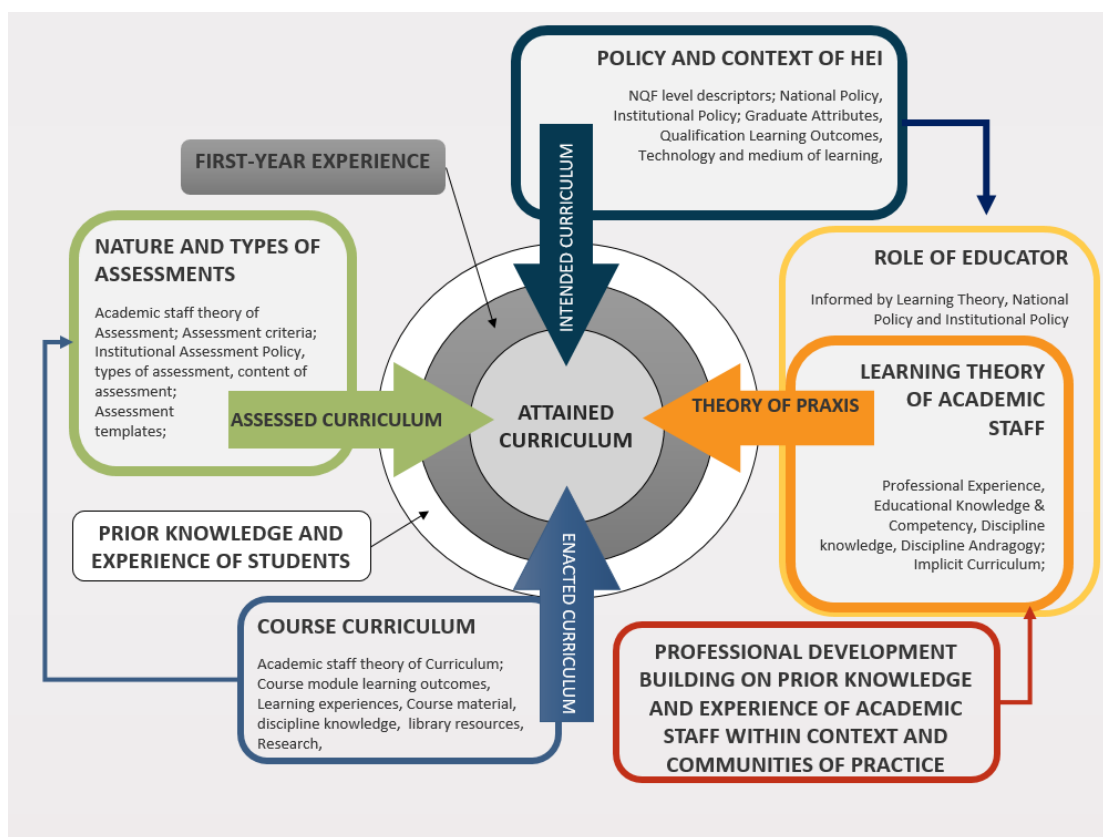 POLICY AND CONTEXT OF HEI
NQF level descriptors; National Policy,
Institutional Policy; Graduate Attributes,
Qualification Learning Outcomes,
Technology and medium of learning,
INTENDED CURRICULUM
FIRST-YEAR EXPERIENCE
NATURE AND TYPES OF
ASSESSMENTS
Academic staff theory of
Assessment; Assessment criteria;
Institutional Assessment Policy,
types of assessment, content of
assessment;
Assessment
templates;
ASSESSED CURRICULUM
ATTAINED
CURRICULUM
THEORY OF PRAXIS
ROLE OF EDUCATOR
Informed by Learning Theory, National
Policy and Institutional Policy
LEARNING THEORY
OF ACADEMIC
STAFF
Professional Experience,
Educational Knowledge &
Competency, Discipline
knowledge, Discipline Andragogy;
Implicit Curriculum;
PRIOR KNOWLEDGE AND
EXPERIENCE OF STUDENTS
ENACTED CURRICULUM
COURSE CURRICULUM
Academic staff theory of Curriculum;
Course module learning outcomes,
Learning experiences, Course material,
discipline knowledge, library resources,
Research,
PROFESSIONAL DEVELOPMENT
BUILDING ON PRIOR KNOWLEDGE
AND EXPERIENCE OF ACADEMIC
STAFF WITHIN CONTEXT AND
COMMUNITIES OF PRACTICE